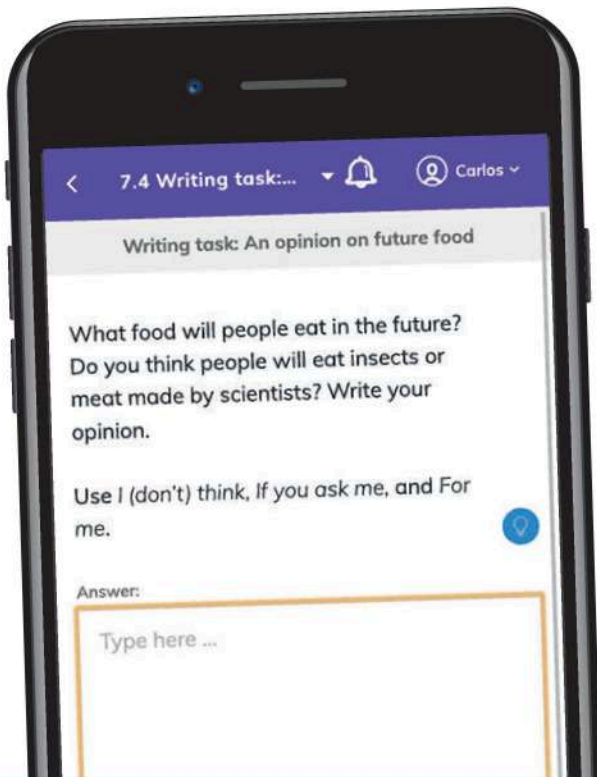 7.4 Writing task:...
Carlos
Writing task: An opinion on future food
What food will people eat in the future?
Do you think people will eat insects or
meat made by scientists? Write your
opinion.
Use I (don't) think, If you ask me, and For
me.
Answer:
Type here ...